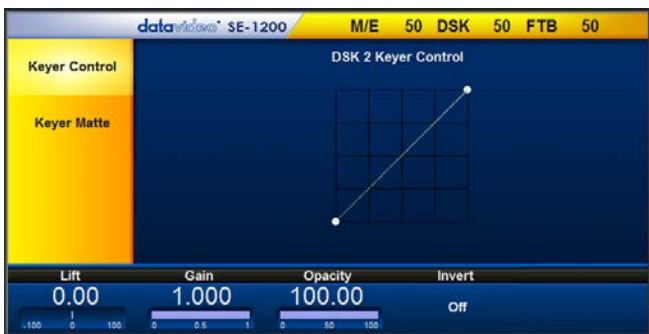 datavideo SE-1200 M/E 50 DSK 50 FTB 50
Keyer Control
DSK 2 Keyer Control
Keyer Matte
Lift Gain Opacity Invert
0.00 1.000 100.00 Off
-100 0 100 0 0.5 1 0 50 100